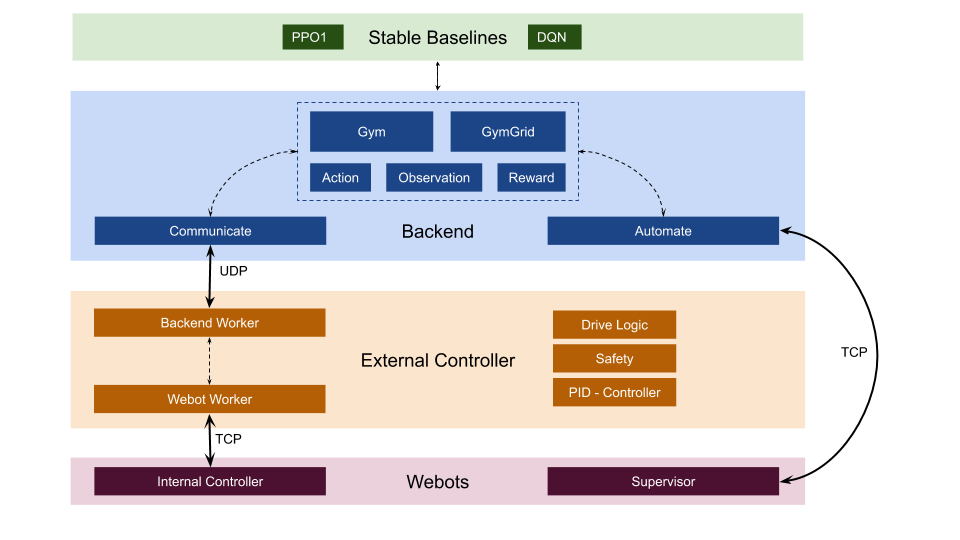 PPO1
Stable Baselines
DQN
Gym
GymGrid
Action
Observation
Reward
Communicate
Backend
Automate
UDP
Backend Worker
Drive Logic
Safety
External Controller
TCP
PID - Controller
Webot Worker
TCP
Internal Controller
Webots
Supervisor